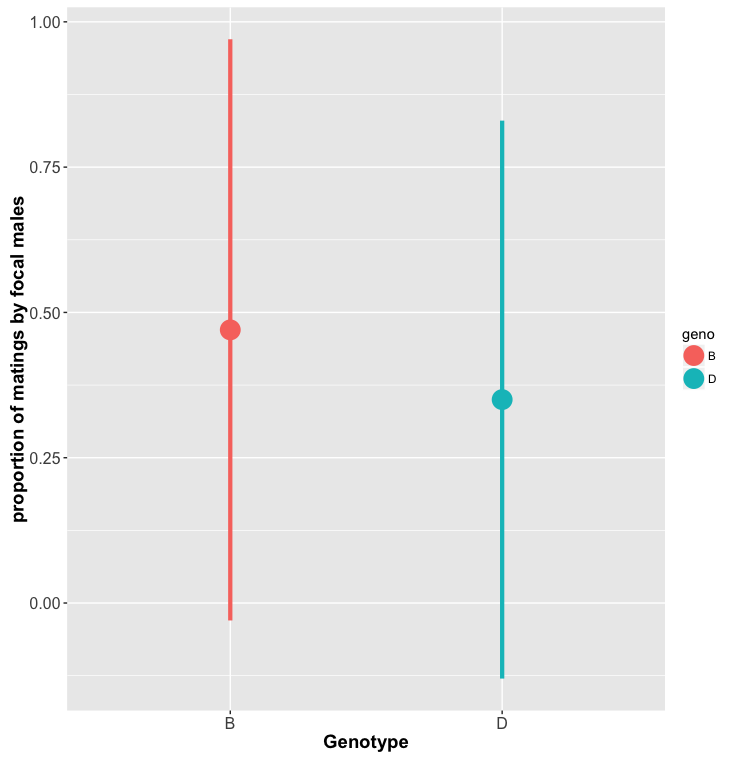 proportion of matings by focal males
1.00
0.75
0.50
0.25
0.00
B
D
Genotype
geno
B
D